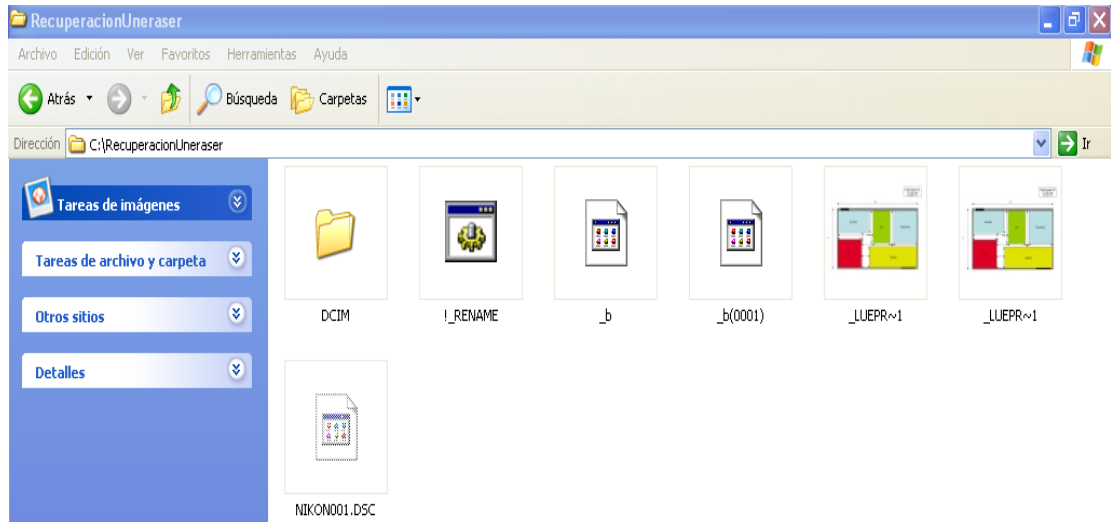 RecuperacionUneraser
Archivo Edición Ver Favoritos Herramientas Ayuda
Atrás Búsqueda Carpetas
Dirección C:\RecuperacionUneraser Ir
Tareas de imágenes
Tareas de archivo y carpeta
Otros sitios
Detalles
DCIM !_RENAME _b _b(0001) _LUEPR~1 _LUEPR~1
NIKON001.DSC